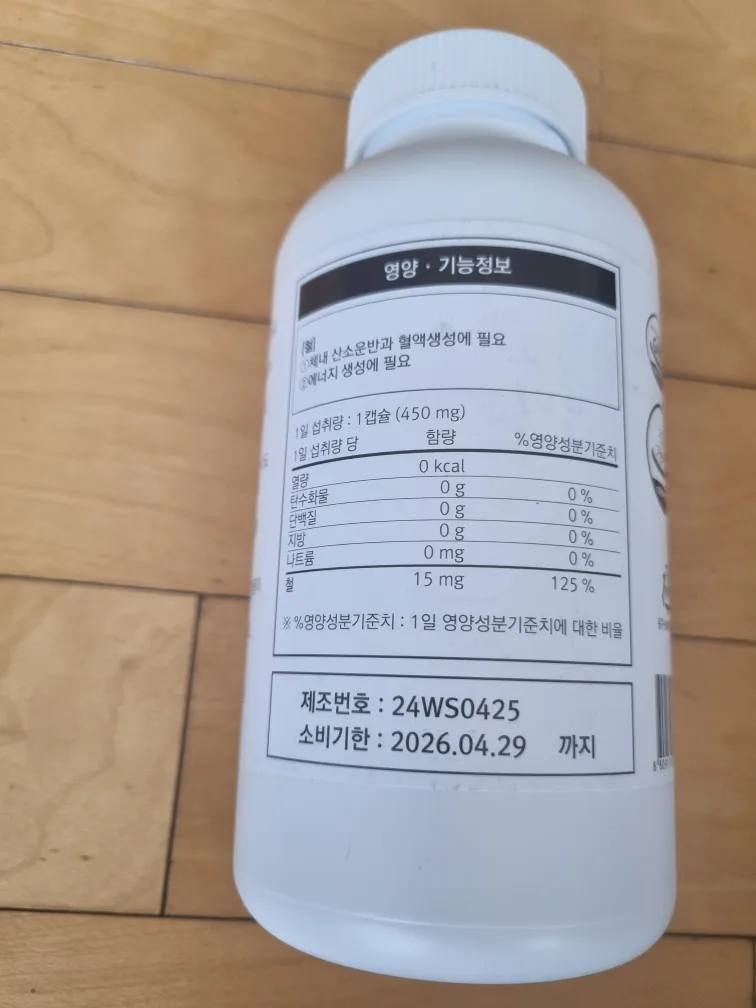 영양 · 기능정보
[철]
①체내 산소운반과 혈액생성에 필요
②에너지 생성에 필요
1일 섭취량 : 1캡슐 (450 mg)
1일 섭취량 당 함량 %영양성분기준치
열량 0 kcal
탄수화물 0 g 0 %
단백질 0 g 0 %
지방 0 g 0 %
나트륨 0 mg 0 %
철 15 mg 125 %
※ %영양성분기준치 : 1일 영양성분기준치에 대한 비율
제조번호 : 24WS0425
소비기한 : 2026.04.29 까지